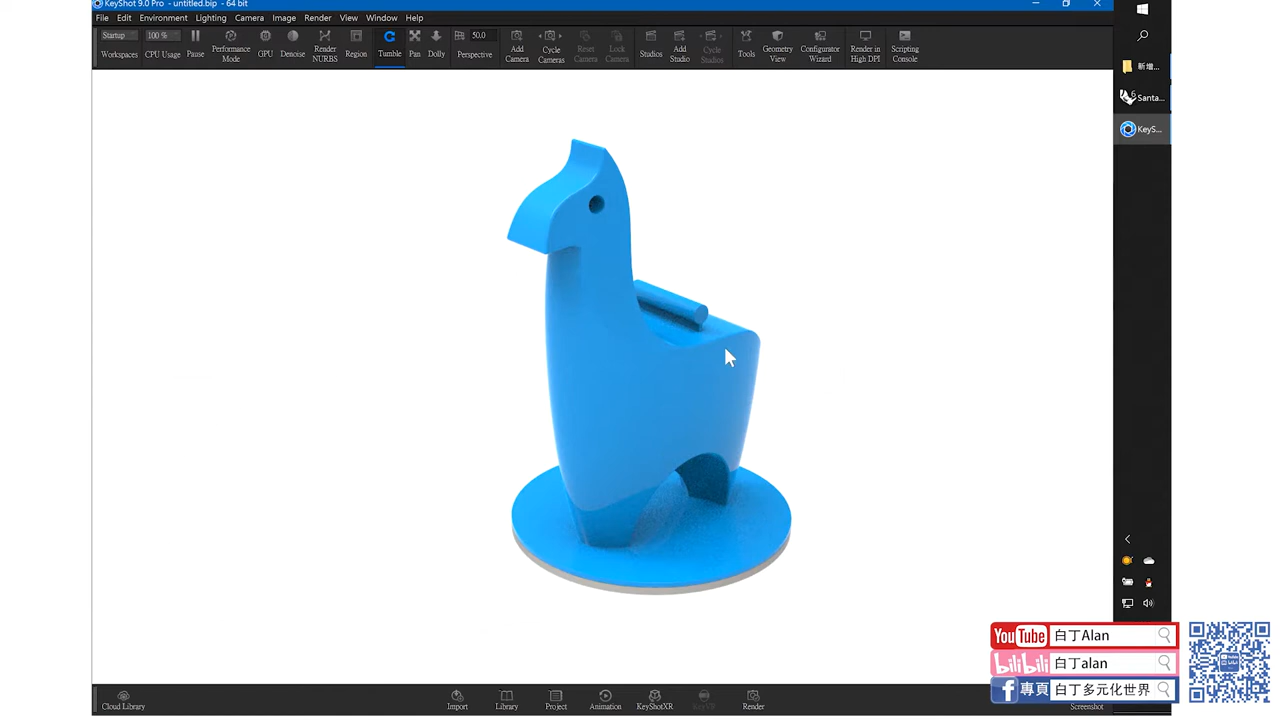 KeyShot 9.0 Pro - untitled.bip - 64 bit
File Edit Environment Lighting Camera Image Render View Window Help
Startup 100 % 50.0
Workspaces CPU Usage Pause Performance Mode GPU Denoise Render NURBS Region Tumble Pan Dolly Perspective Add Camera Cycle Cameras Reset Camera Lock Camera Studios Add Studio Cycle Studios Tools Geometry View Configurator Wizard Render in High DPI Scripting Console
新增...
Santa...
KeyS...
YouTube 白丁Alan
bilibili 白丁alan
f 專頁 白丁多元化世界
Cloud Library Import Library Project Animation KeyShotXR KeyVR Render Screenshot